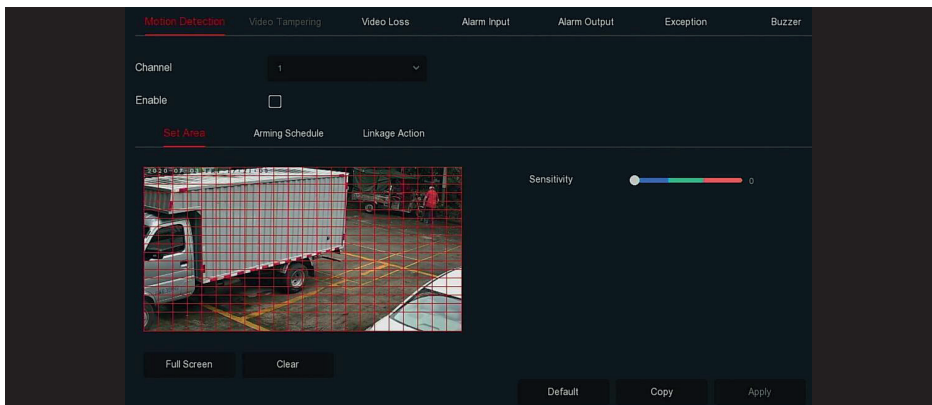 Motion Detection Video Tampering Video Loss Alarm Input Alarm Output Exception Buzzer
Channel 1
Enable
Set Area Arming Schedule Linkage Action
Sensitivity 0
Full Screen Clear
Default Copy Apply